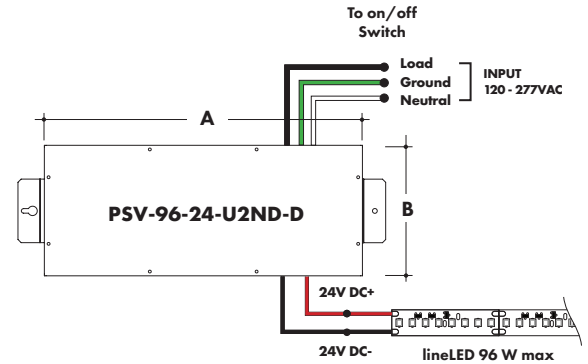 To on/off
Switch
Load
Ground
Neutral
INPUT
120 - 277VAC
A
B
PSV-96-24-U2ND-D
24V DC+
24V DC-
lineLED 96 W max